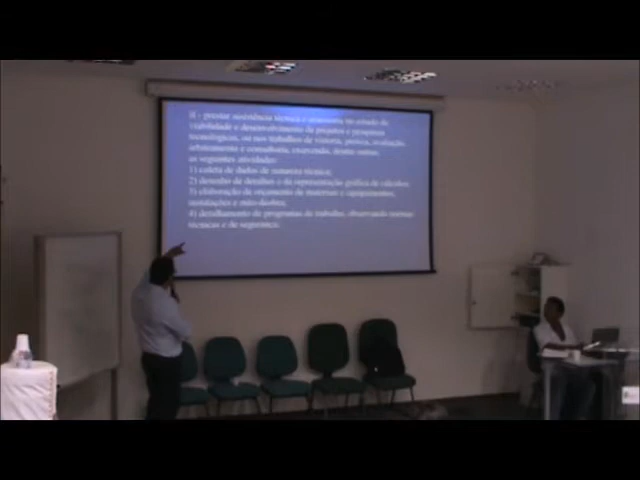 II - prestar assistência técnica e assessoria no estudo de
viabilidade e desenvolvimento de projetos e pesquisas
tecnológicas, ou nos trabalhos de vistoria, perícia, avaliação,
arbitramento e consultoria, exercendo, dentre outras,
as seguintes atividades:
1) coleta de dados de natureza técnica;
2) desenho de detalhes e da representação gráfica de cálculos;
3) elaboração de orçamento de materiais e equipamentos,
instalações e mão-de-obra;
4) detalhamento de programas de trabalho, observando normas
técnicas e de segurança;